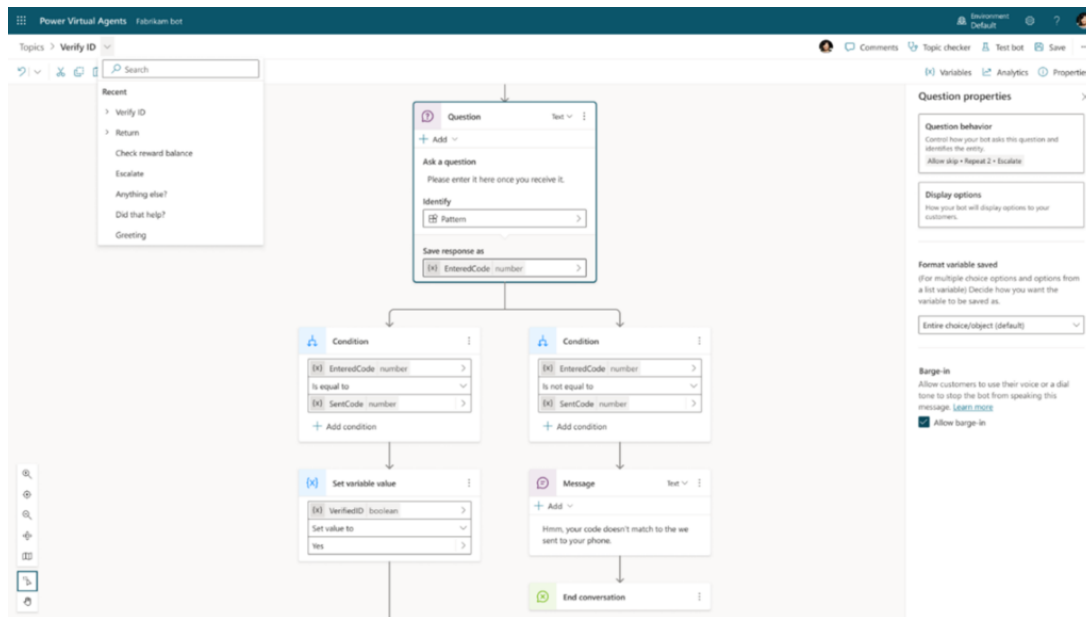 Power Virtual Agents Fabrikam bot
Environment
Default
?
Topics > Verify ID
Comments Topic checker Test bot Save
Search
Variables Analytics Propertie
Recent
Verify ID
Return
Check reward balance
Escalate
Anything else?
Did that help?
Greeting
Question Text
Add
Ask a question
Please enter it here once you receive it.
Identify
Pattern
Save response as
{x} EnteredCode number
Condition
{x} EnteredCode number
Is equal to
{x} SentCode number
+ Add condition
Condition
{x} EnteredCode number
Is not equal to
{x} SentCode number
+ Add condition
{x} Set variable value
{x} VerifiedID boolean
Set value to
Yes
Message Text
+ Add
Hmm, your code doesn't match to the we
sent to your phone.
End conversation
Question properties
Question behavior
Control how your bot asks this question and
identifies the entity.
Allow skip • Repeat 2 • Escalate
Display options
How your bot will display options to your
customers.
Format variable saved
(For multiple choice options and options from
a list variable) Decide how you want the
variable to be saved as.
Entire choice/object (default)
Barge-in
Allow customers to use their voice or a dial
tone to stop the bot from speaking this
message. Learn more
Allow barge-in